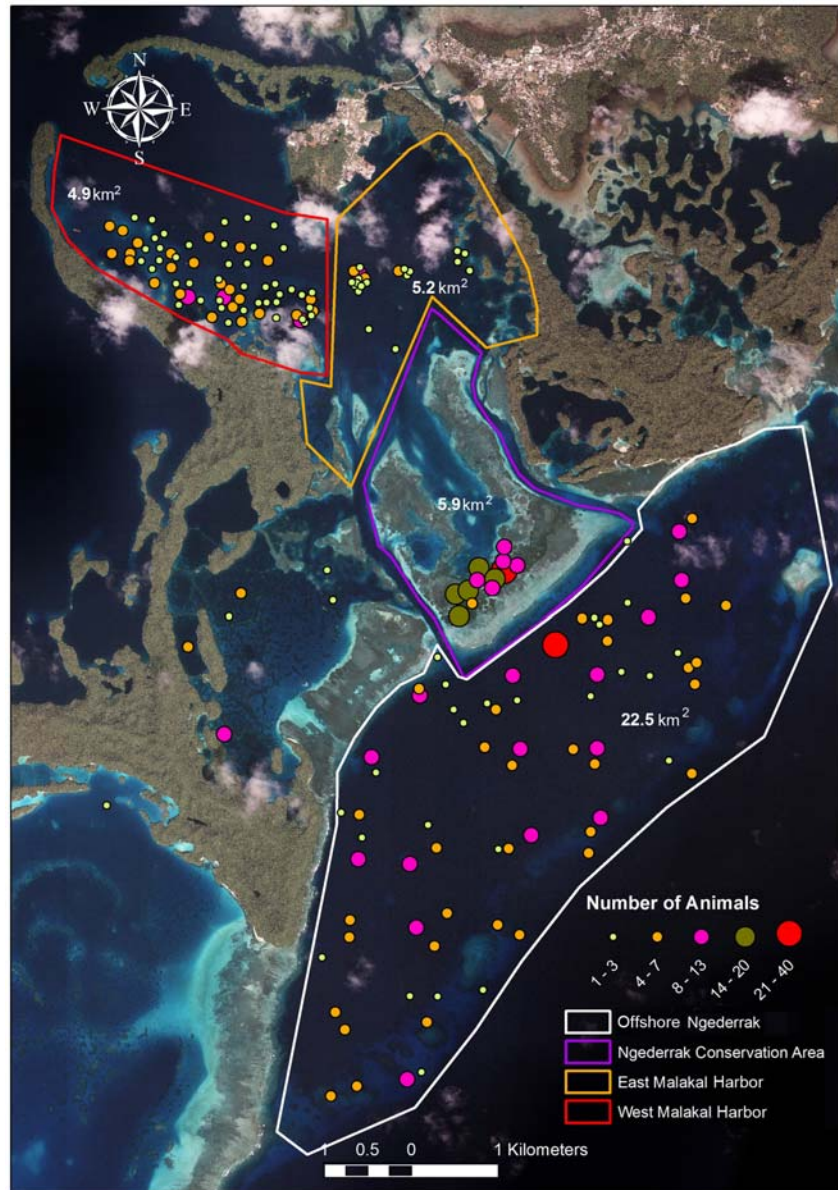 N
W E
S
4.9 km²
5.2 km²
5.9 km²
22.5 km²
Number of Animals
1 - 3
4 - 7
8 - 13
14 - 20
21 - 40
Offshore Ngederrak
Ngederrak Conservation Area
East Malakal Harbor
West Malakal Harbor
1 0.5 0 1 Kilometers